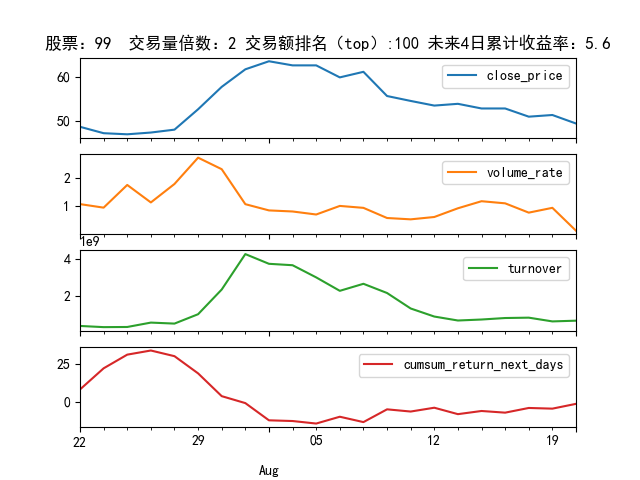 股票：99  交易量倍数：2 交易额排名（top）:100 未来4日累计收益率：5.6
60
50
close_price
2
1
volume_rate
1e9
4
2
turnover
25
0
cumsum_return_next_days
22 29 05 12 19
Aug